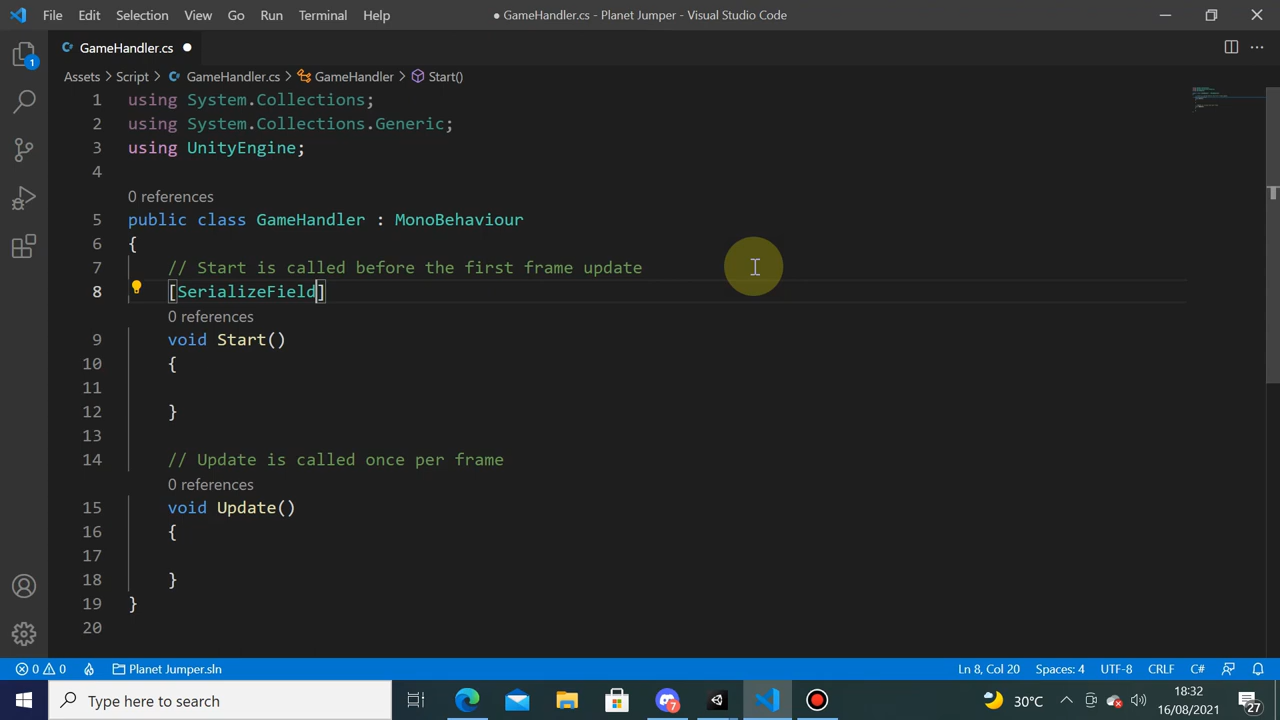 File Edit Selection View Go Run Terminal Help ● GameHandler.cs - Planet Jumper - Visual Studio Code
GameHandler.cs
Assets > Script > GameHandler.cs > GameHandler > Start()
1 using System.Collections;
2 using System.Collections.Generic;
3 using UnityEngine;
4
0 references
5 public class GameHandler : MonoBehaviour
6 {
7 // Start is called before the first frame update
8 [SerializeField]
0 references
9 void Start()
10 {
11
12 }
13
14 // Update is called once per frame
0 references
15 void Update()
16 {
17
18 }
19 }
20
1
0 0 Planet Jumper.sln Ln 8, Col 20 Spaces: 4 UTF-8 CRLF C#
Type here to search 7 30°C 18:32
16/08/2021 27